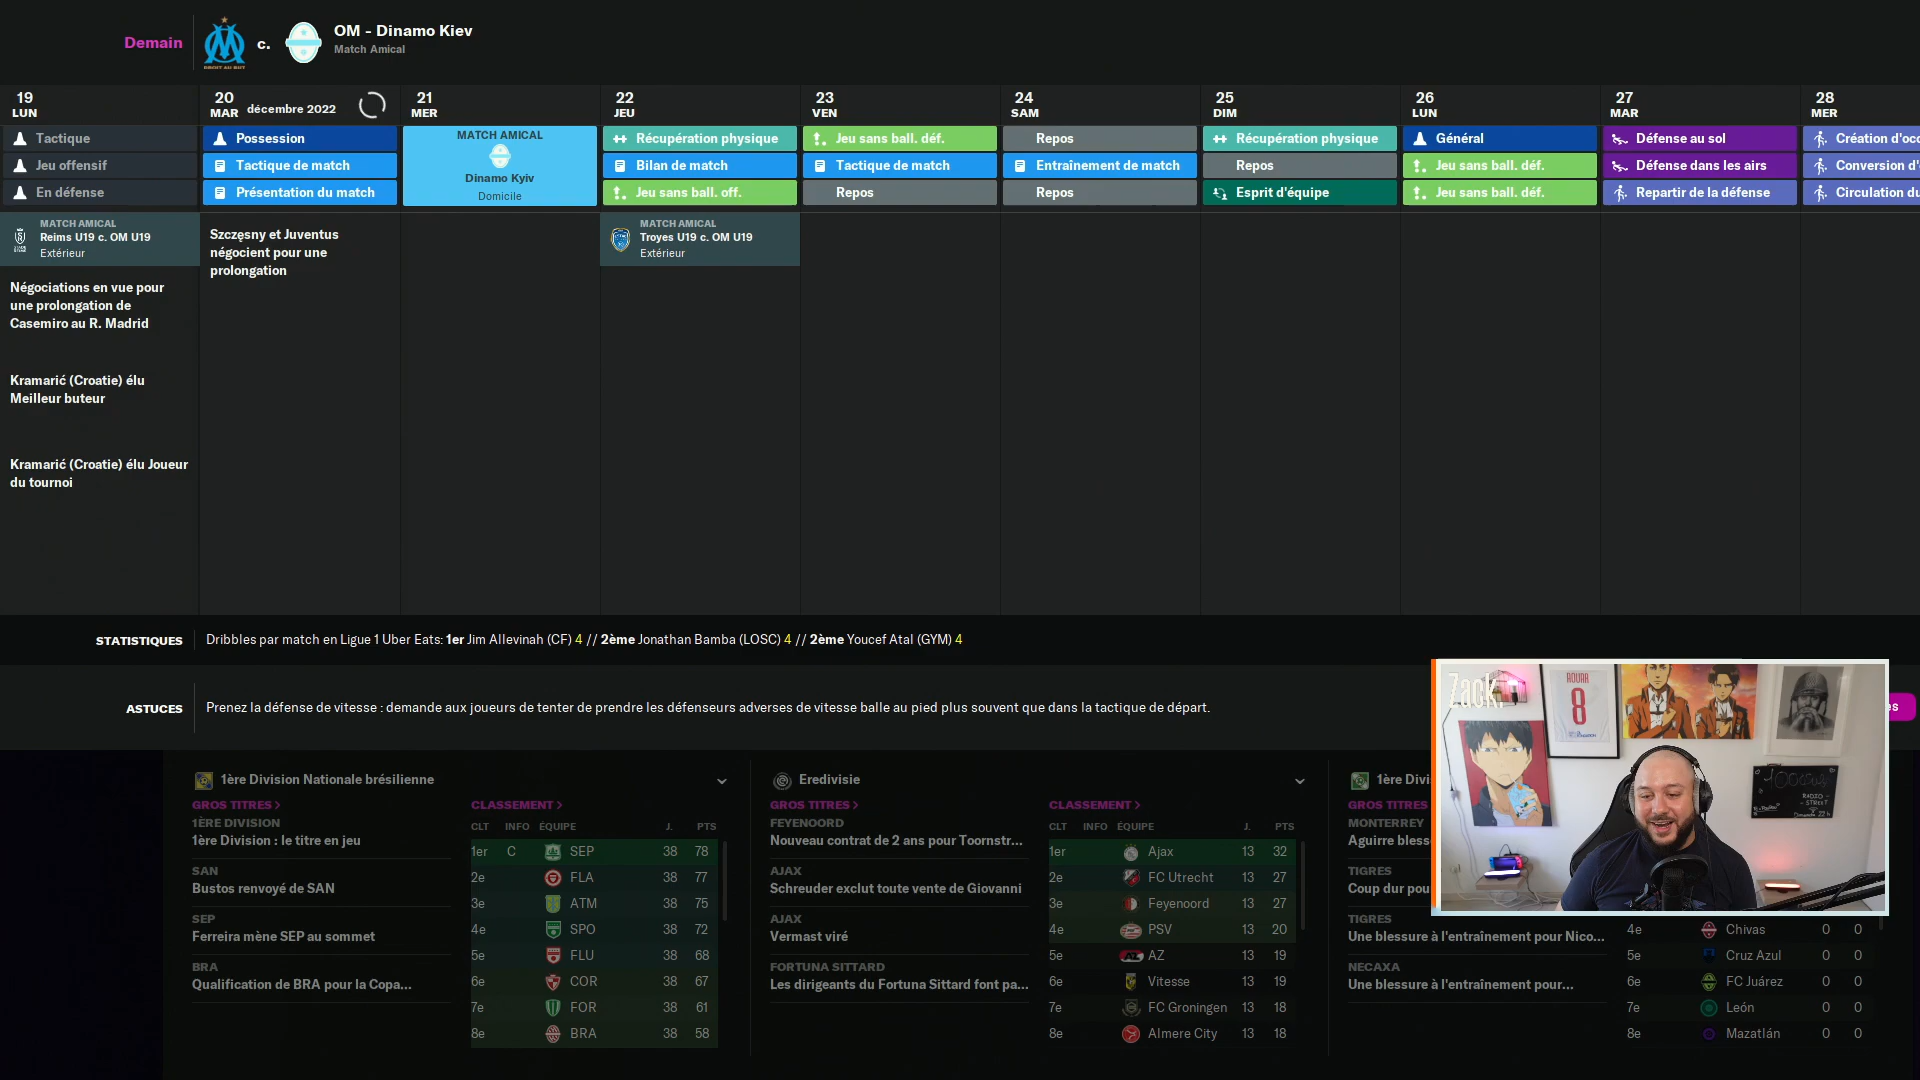 Demain
c.
OM - Dinamo Kiev
Match Amical
19
LUN
20
MAR décembre 2022
21
MER
22
JEU
23
VEN
24
SAM
25
DIM
26
LUN
27
MAR
28
MER
Tactique
Jeu offensif
En défense
Possession
Tactique de match
Présentation du match
MATCH AMICAL
Dinamo Kyiv
Domicile
Récupération physique
Bilan de match
Jeu sans ball. off.
Jeu sans ball. déf.
Tactique de match
Repos
Repos
Entraînement de match
Repos
Récupération physique
Repos
Esprit d'équipe
Général
Jeu sans ball. déf.
Jeu sans ball. déf.
Défense au sol
Défense dans les airs
Repartir de la défense
Création d'occ
Conversion d'
Circulation du
MATCH AMICAL
Reims U19 c. OM U19
Extérieur
Négociations en vue pour
une prolongation de
Casemiro au R. Madrid
Kramarić (Croatie) élu
Meilleur buteur
Kramarić (Croatie) élu Joueur
du tournoi
Szczęsny et Juventus
négocient pour une
prolongation
MATCH AMICAL
Troyes U19 c. OM U19
Extérieur
STATISTIQUES
Dribbles par match en Ligue 1 Uber Eats: 1er Jim Allevinah (CF) 4 // 2ème Jonathan Bamba (LOSC) 4 // 2ème Youcef Atal (GYM) 4
ASTUCES
Prenez la défense de vitesse : demande aux joueurs de tenter de prendre les défenseurs adverses de vitesse balle au pied plus souvent que dans la tactique de départ.
es
Zack.
AOUAR
8
1ère Division Nationale brésilienne
GROS TITRES >
1ÈRE DIVISION
1ère Division : le titre en jeu
SAN
Bustos renvoyé de SAN
SEP
Ferreira mène SEP au sommet
BRA
Qualification de BRA pour la Copa...
CLASSEMENT >
CLT INFO ÉQUIPE J. PTS
1er C SEP 38 78
2e FLA 38 77
3e ATM 38 75
4e SPO 38 72
5e FLU 38 68
6e COR 38 67
7e FOR 38 61
8e BRA 38 58
Eredivisie
GROS TITRES >
FEYENOORD
Nouveau contrat de 2 ans pour Toornstr...
AJAX
Schreuder exclut toute vente de Giovanni
AJAX
Vermast viré
FORTUNA SITTARD
Les dirigeants du Fortuna Sittard font pa...
CLASSEMENT >
CLT INFO ÉQUIPE J. PTS
1er Ajax 13 32
2e FC Utrecht 13 27
3e Feyenoord 13 27
4e PSV 13 20
5e AZ 13 19
6e Vitesse 13 19
7e FC Groningen 13 18
8e Almere City 13 18
1ère Divi
GROS TITRES
MONTERREY
Aguirre bless
TIGRES
Coup dur pou
TIGRES
Une blessure à l'entraînement pour Nico...
NECAXA
Une blessure à l'entraînement pour...
4e Chivas 0 0
5e Cruz Azul 0 0
6e FC Juárez 0 0
7e León 0 0
8e Mazatlán 0 0